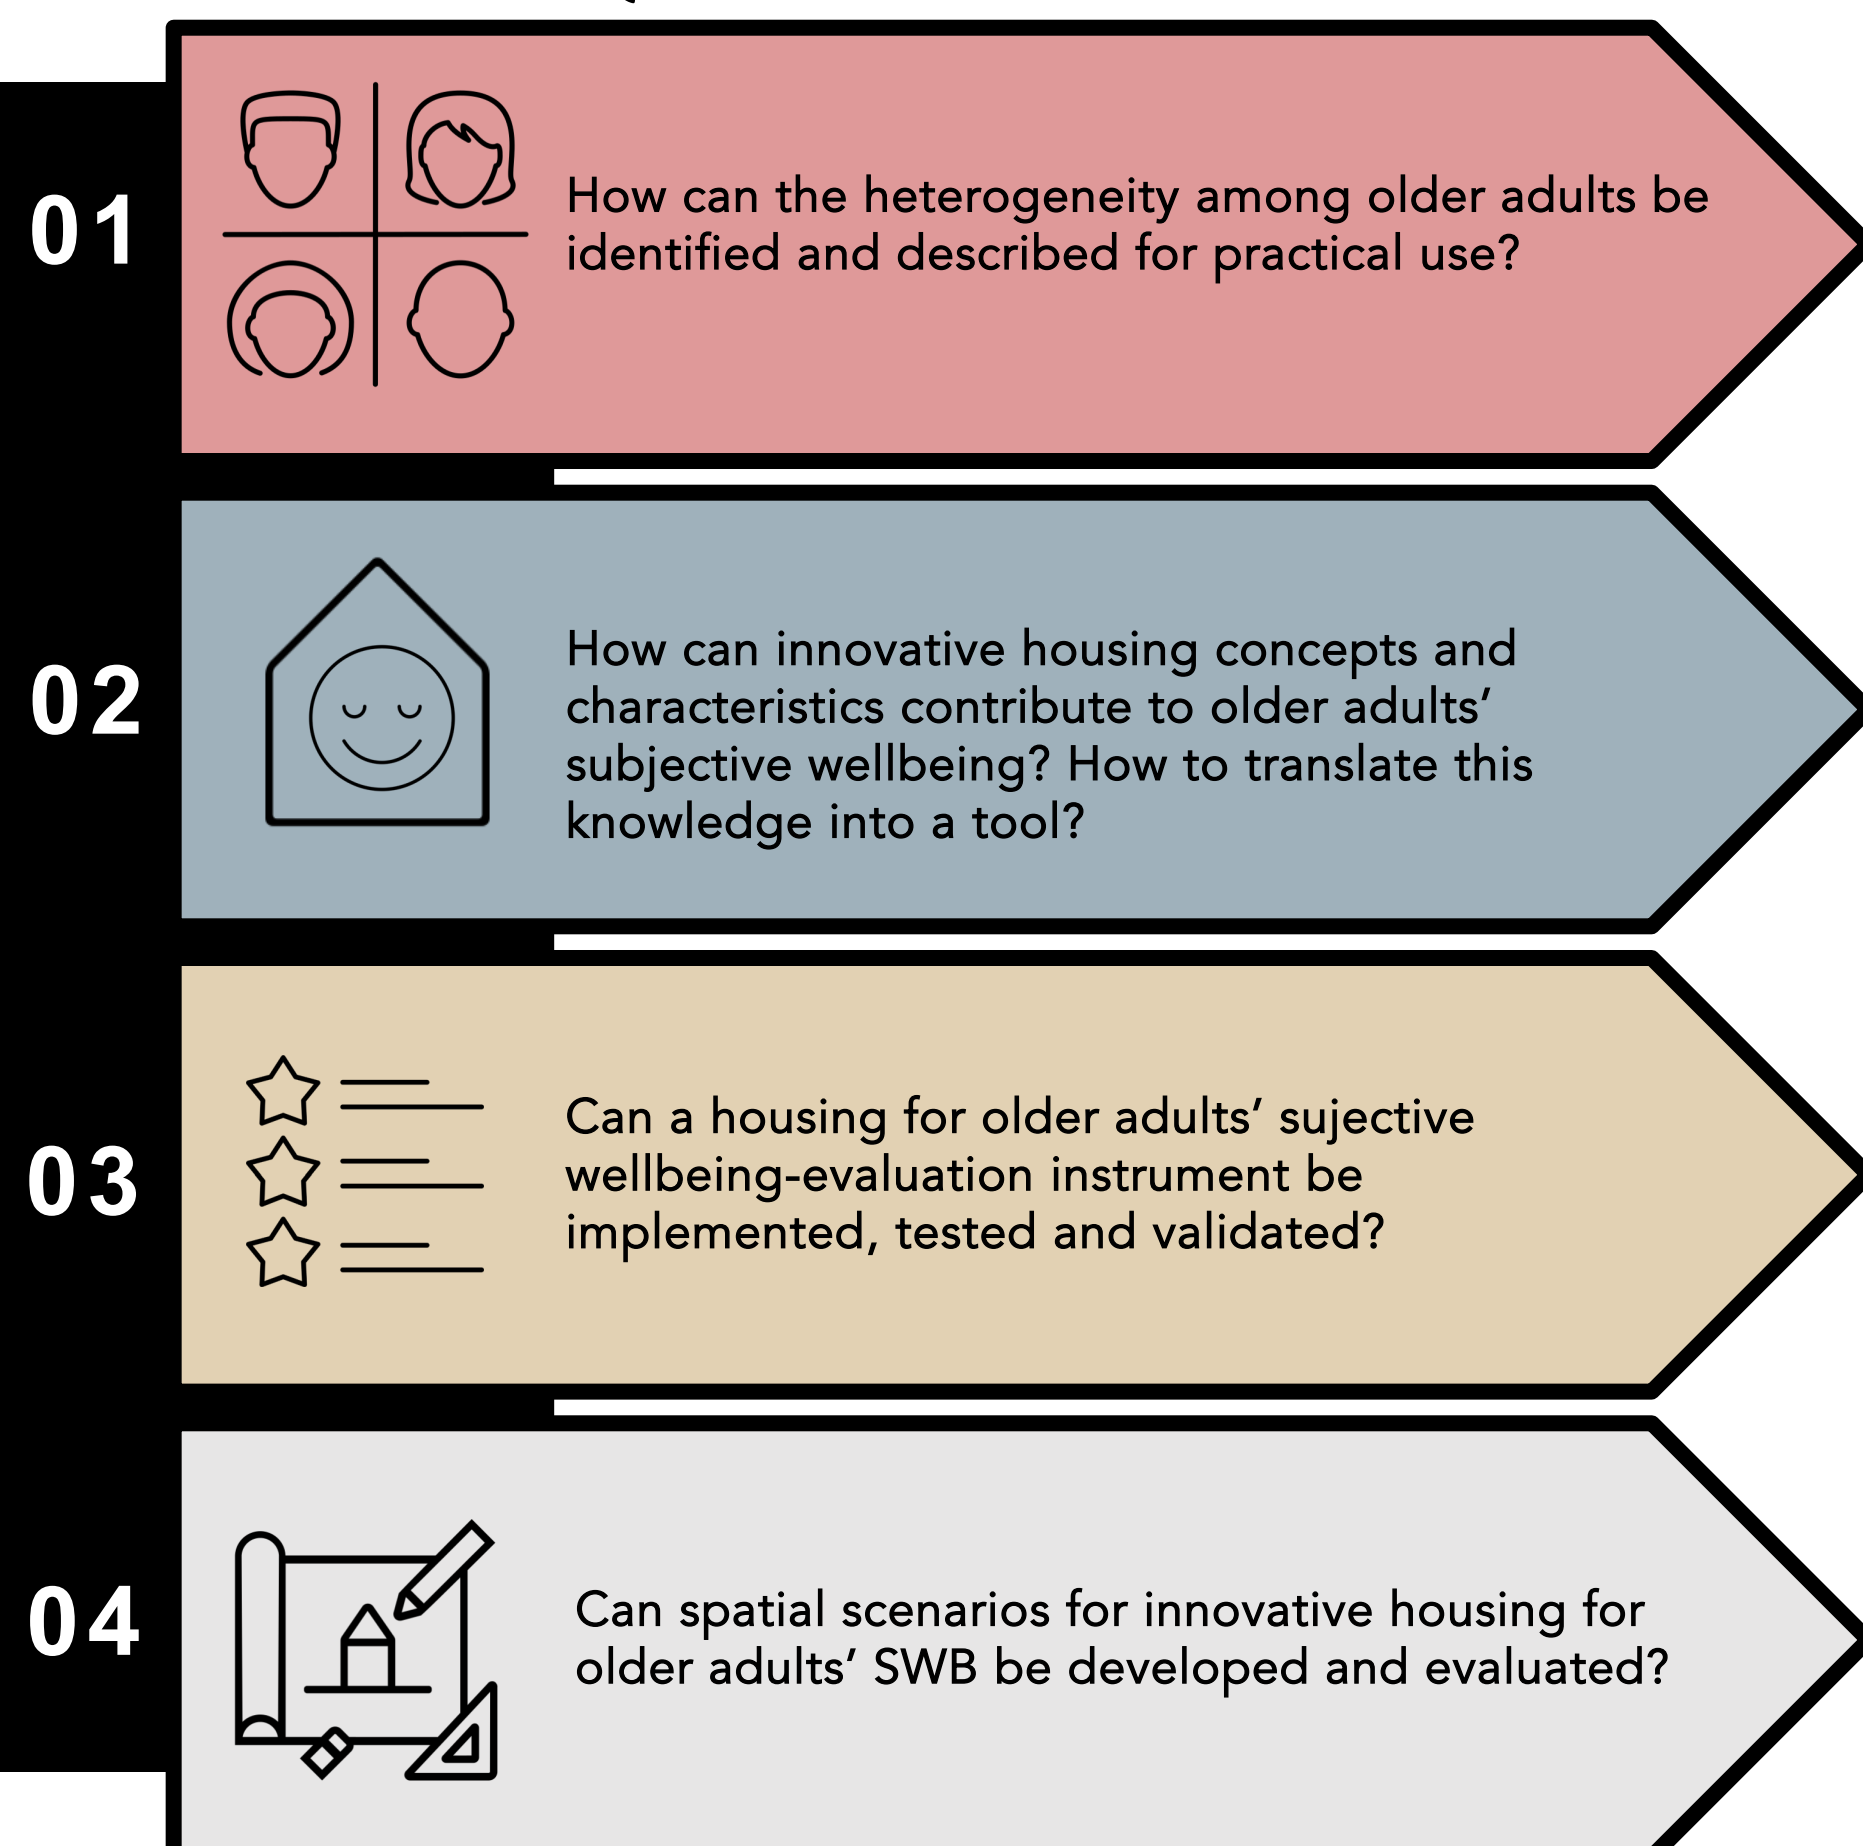 01
How can the heterogeneity among older adults be
identified and described for practical use?
02
How can innovative housing concepts and
characteristics contribute to older adults’
subjective wellbeing? How to translate this
knowledge into a tool?
03
Can a housing for older adults’ sujective
wellbeing-evaluation instrument be
implemented, tested and validated?
04
Can spatial scenarios for innovative housing for
older adults’ SWB be developed and evaluated?